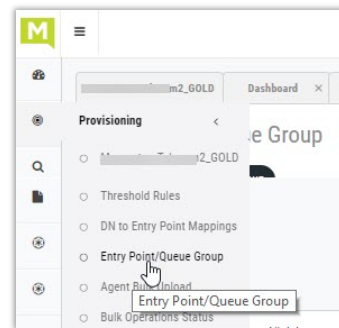 M
m2_GOLD
Dashboard ×
Provisioning <
e Group
2_GOLD
Threshold Rules
DN to Entry Point Mappings
Entry Point/Queue Group
Agent Bulk Upload
Entry Point/Queue Group
Bulk Operations Status